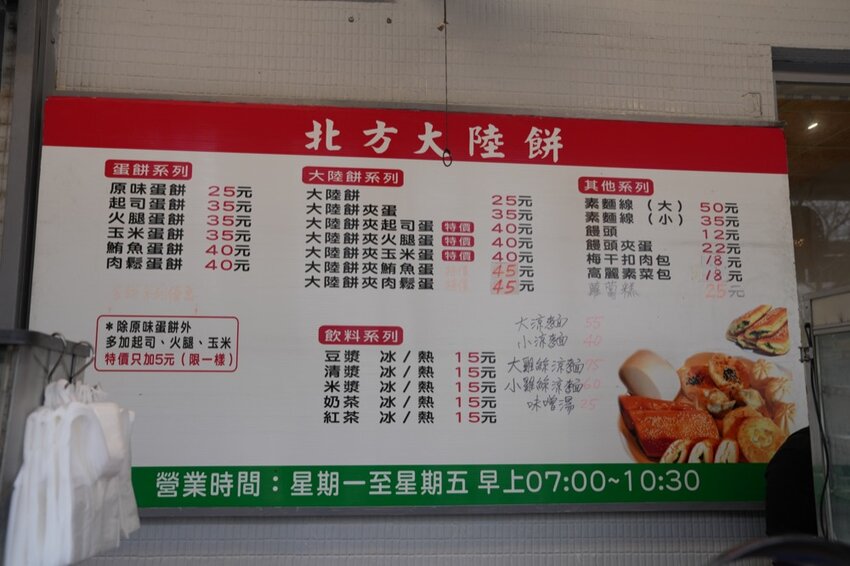 北方大陸餅
蛋餅系列
原味蛋餅 25元
起司蛋餅 35元
火腿蛋餅 35元
玉米蛋餅 35元
鮪魚蛋餅 40元
肉鬆蛋餅 40元
*除原味蛋餅外
多加起司、火腿、玉米
特價只加5元(限一樣)
大陸餅系列
大陸餅 25元
大陸餅夾蛋 35元
大陸餅夾起司蛋 特價 40元
大陸餅夾火腿蛋 特價 40元
大陸餅夾玉米蛋 特價 40元
大陸餅夾鮪魚蛋 特價 45元
大陸餅夾肉鬆蛋 特價 45元
飲料系列
豆漿 冰/熱 15元
清漿 冰/熱 15元
米漿 冰/熱 15元
奶茶 冰/熱 15元
紅茶 冰/熱 15元
其他系列
素麵線(大) 50元
素麵線(小) 35元
饅頭 12元
饅頭夾蛋 22元
梅干扣肉包 18元
高麗素菜包 18元
蘿蔔糕 25元
大涼麵 55
小涼麵 40
大雞絲涼麵 75
小雞絲涼麵 60
味噌湯 25
營業時間:星期一至星期五 早上07:00~10:30